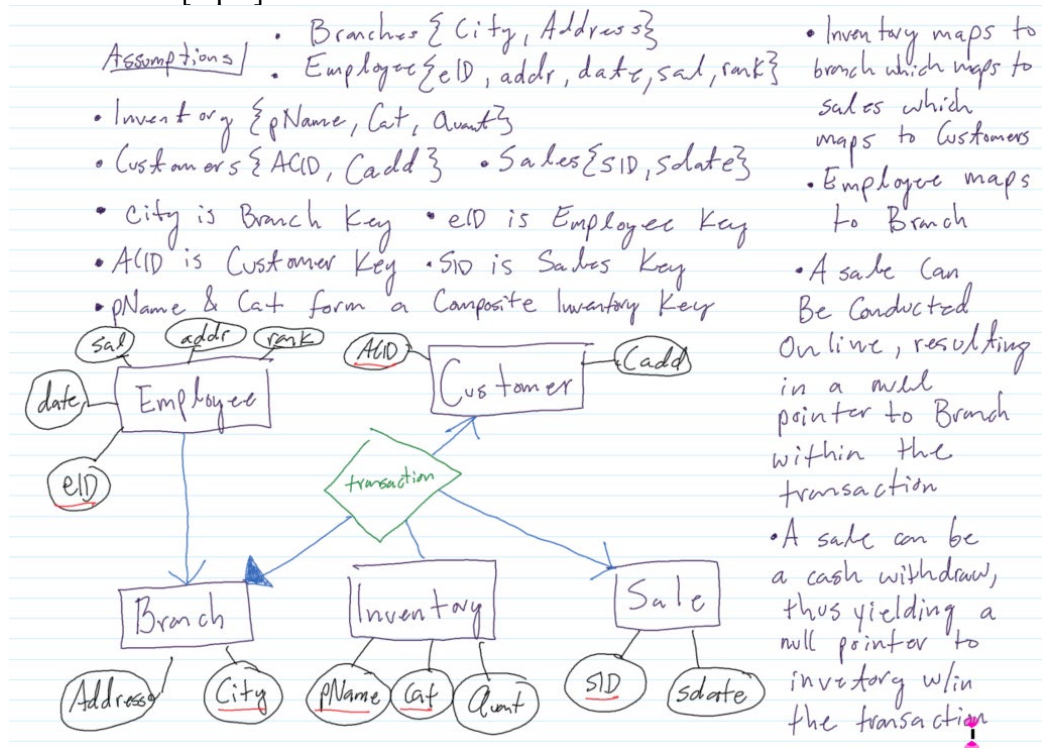 Assumptions
• Branches { City, Address}
• Employee{eID, addr, date, sal, rank}
• Inventory {pName, Cat, Quant}
• Customers { ACID, Cadd }
• Sales{SID, sdate}
• City is Branch Key
• eID is Employee Key
• ACID is Customer Key
• SID is Sales Key
• pName & Cat form a Composite Inventory Key
• Inventory maps to
branch which maps to
sales which
maps to Customers
• Employee maps
to Branch
• A sale Can
Be Conducted
Online, resulting
in a null
pointer to Branch
within the
transaction
• A sale can be
a cash withdraw,
thus yielding a
null pointer to
invetory w/in
the transaction
sal
addr
rank
date
Employee
eID
ACID
Cadd
Customer
transaction
Branch
Inventory
Sale
Address
City
pName
Cat
Quant
SID
sdate